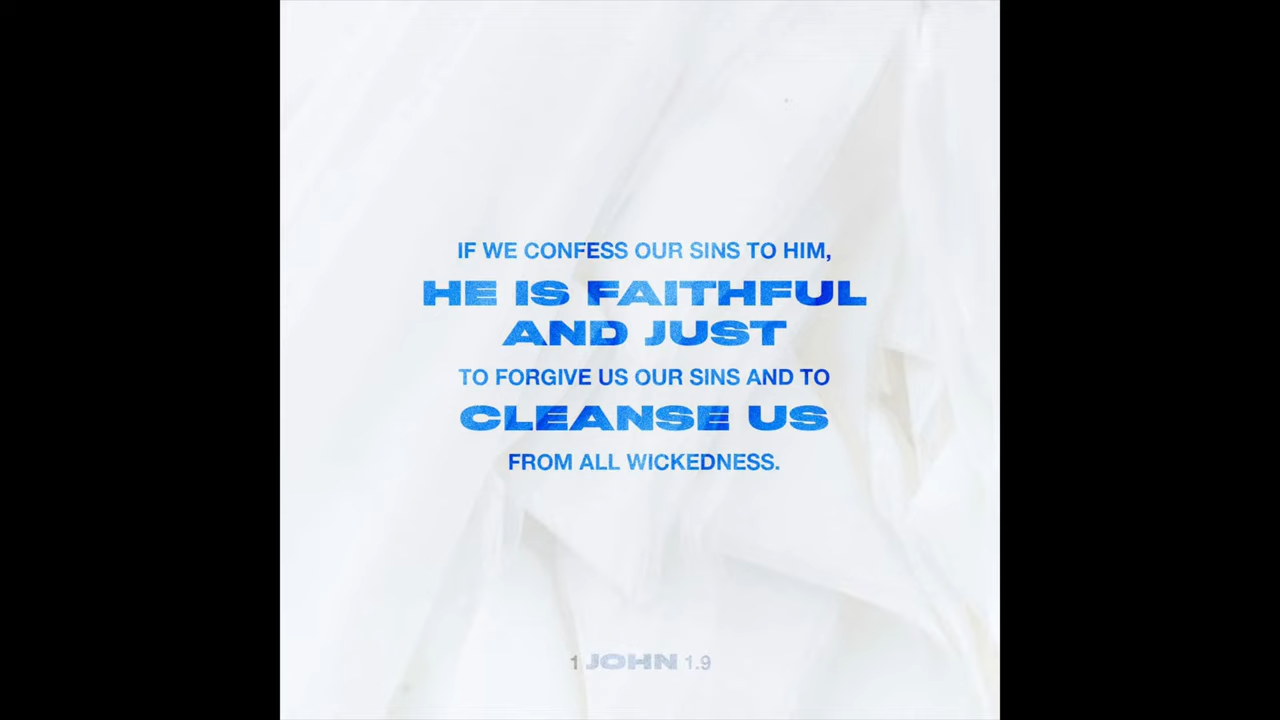 IF WE CONFESS OUR SINS TO HIM,
HE IS FAITHFUL
AND JUST
TO FORGIVE US OUR SINS AND TO
CLEANSE US
FROM ALL WICKEDNESS.
1 JOHN 1.9